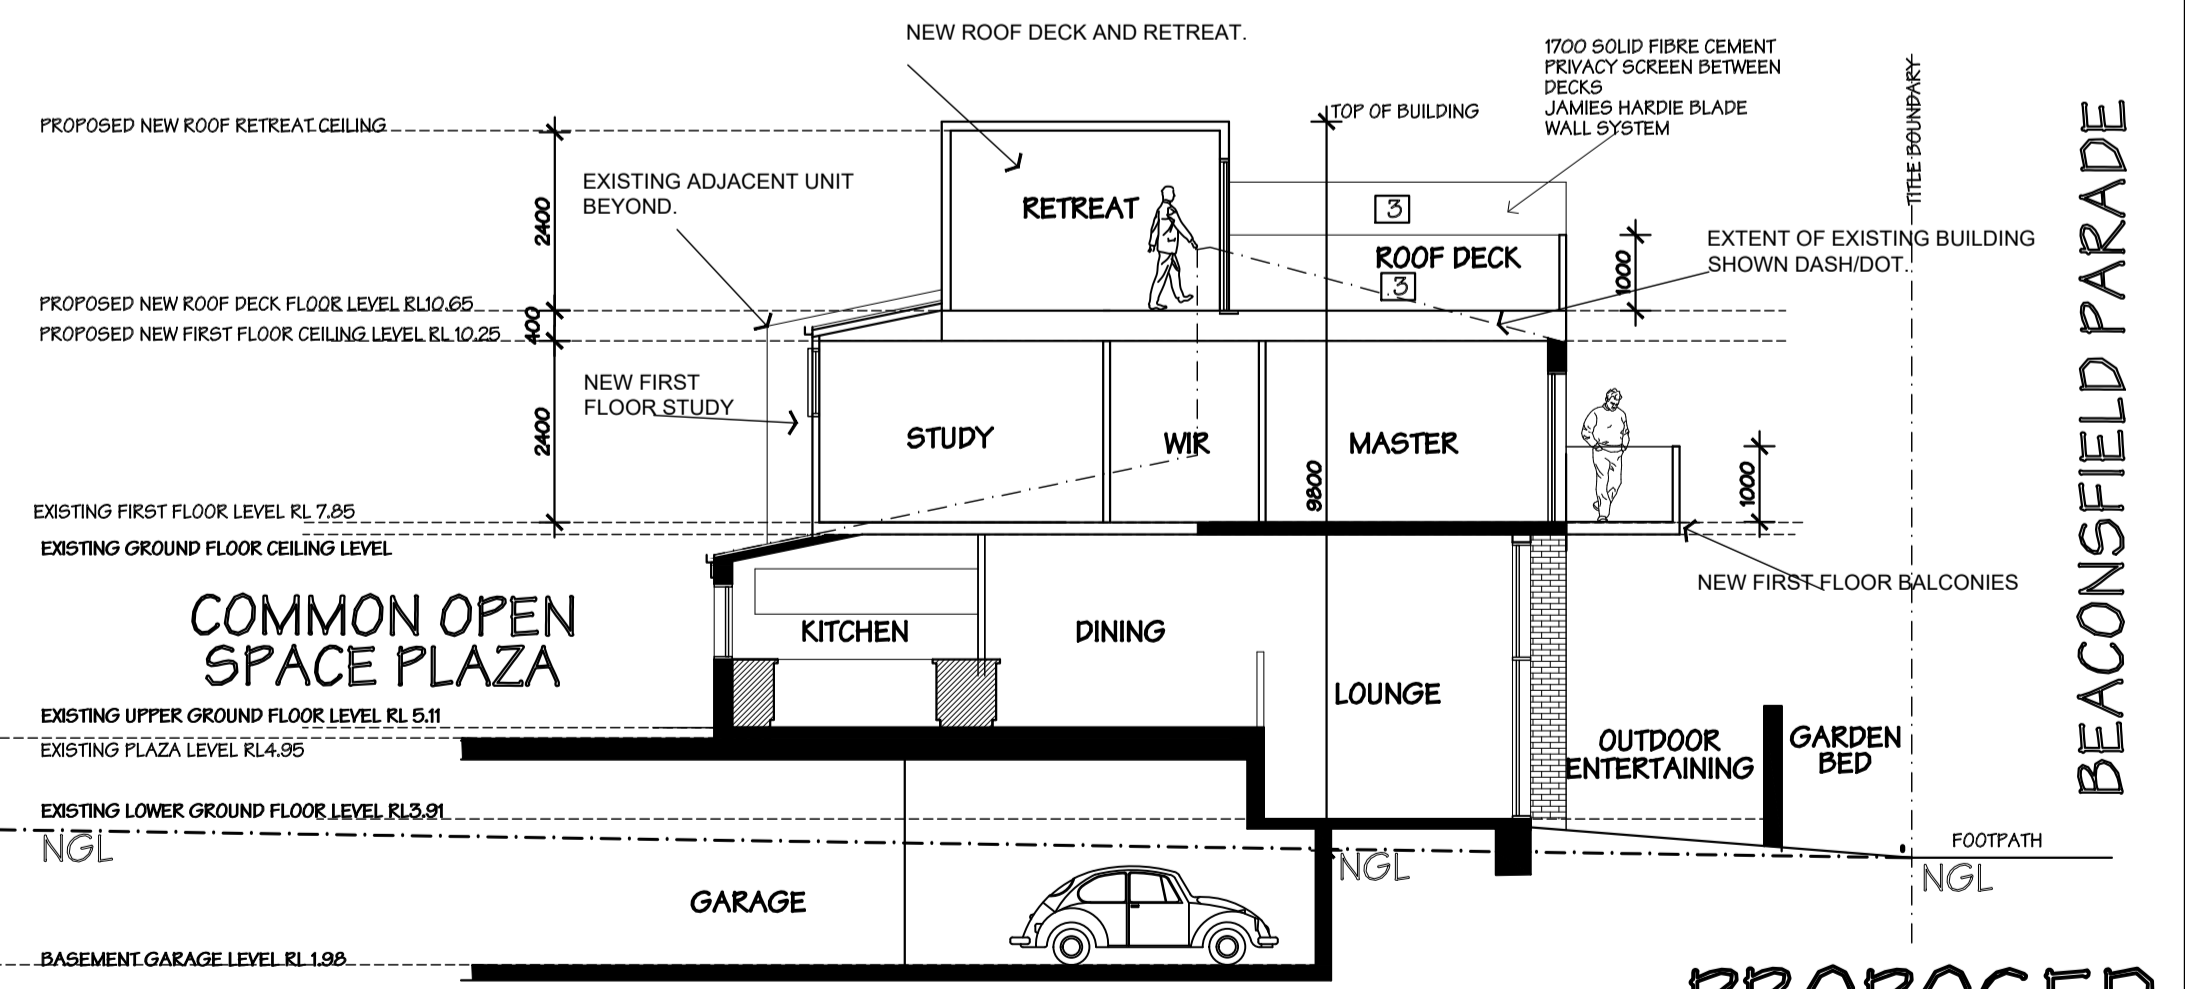 NEW ROOF DECK AND RETREAT.
1700 SOLID FIBRE CEMENT
PRIVACY SCREEN BETWEEN
DECKS
JAMIES HARDIE BLADE
WALL SYSTEM
TITLE BOUNDARY
BEACONSFIELD PARADE
TOP OF BUILDING
PROPOSED NEW ROOF RETREAT CEILING
EXISTING ADJACENT UNIT
BEYOND.
2400
RETREAT
3
ROOF DECK
3
1000
EXTENT OF EXISTING BUILDING
SHOWN DASH/DOT.
PROPOSED NEW ROOF DECK FLOOR LEVEL RL10.65
400
PROPOSED NEW FIRST FLOOR CEILING LEVEL RL 10.25
NEW FIRST
FLOOR STUDY
2400
STUDY
WIR
MASTER
9800
1000
EXISTING FIRST FLOOR LEVEL RL 7.85
EXISTING GROUND FLOOR CEILING LEVEL
NEW FIRST FLOOR BALCONIES
COMMON OPEN
SPACE PLAZA
KITCHEN
DINING
LOUNGE
EXISTING UPPER GROUND FLOOR LEVEL RL 5.11
EXISTING PLAZA LEVEL RL4.95
OUTDOOR
ENTERTAINING
GARDEN
BED
EXISTING LOWER GROUND FLOOR LEVEL RL3.91
NGL
NGL
FOOTPATH
NGL
GARAGE
BASEMENT GARAGE LEVEL RL 1.98
PROPOSED